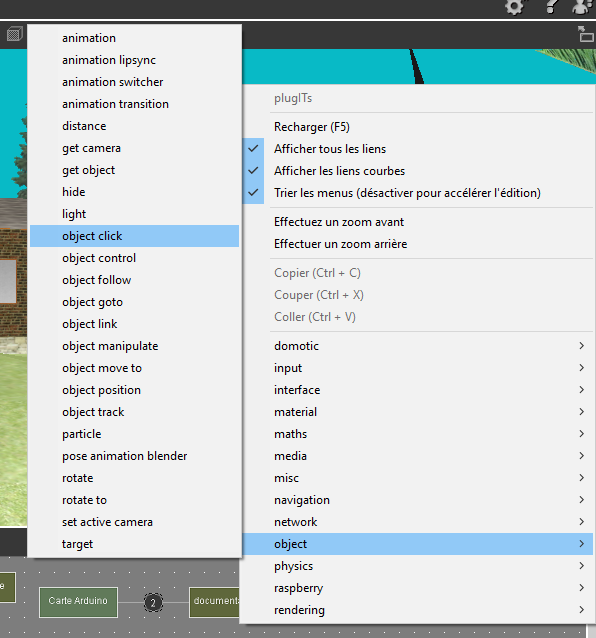 animation
animation lipsync
animation switcher
animation transition
distance
get camera
get object
hide
light
object click
object control
object follow
object goto
object link
object manipulate
object move to
object position
object track
particle
pose animation blender
rotate
rotate to
set active camera
target
plugITs
Recharger (F5)
Afficher tous les liens
Afficher les liens courbes
Trier les menus (désactiver pour accélérer l'édition)
Effectuez un zoom avant
Effectuer un zoom arrière
Copier (Ctrl + C)
Couper (Ctrl + X)
Coller (Ctrl + V)
domotic
input
interface
material
maths
media
misc
navigation
network
object
physics
raspberry
rendering
e
Carte Arduino
2
documenta